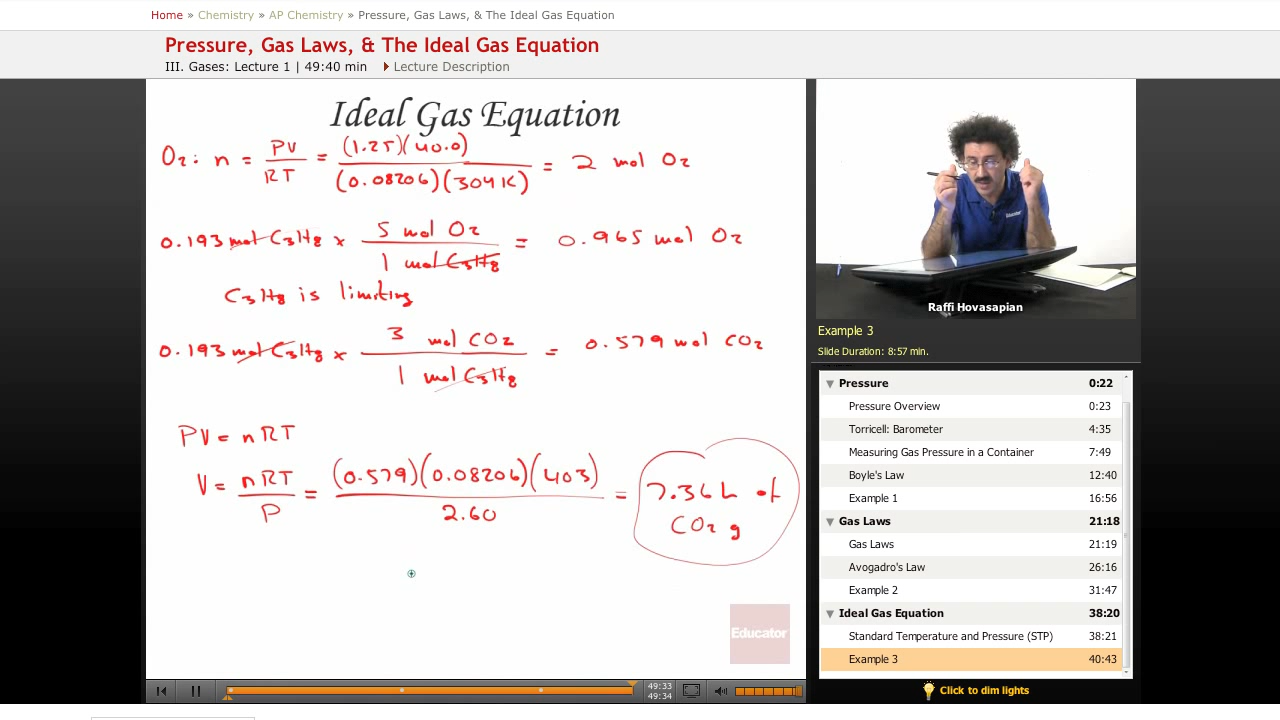 Home » Chemistry » AP Chemistry » Pressure, Gas Laws, & The Ideal Gas Equation
Pressure, Gas Laws, & The Ideal Gas Equation
III. Gases: Lecture 1 | 49:40 min Lecture Description
Ideal Gas Equation
O₂: n = PV/RT = (1.25)(40.0)/(0.08206)(304K) = 2 mol O₂
0.193 mol C₃H₈ x 5 mol O₂/1 mol C₃H₈ = 0.965 mol O₂
C₃H₈ is limiting
0.193 mol C₃H₈ x 3 mol CO₂/1 mol C₃H₈ = 0.579 mol CO₂
PV = nRT
V = nRT/P = (0.579)(0.08206)(403)/2.60 = 7.36 L of
CO₂ g
Educator
49:33
49:34
Educator
Raffi Hovasapian
Example 3
Slide Duration: 8:57 min.
Pressure 0:22
Pressure Overview 0:23
Torricell: Barometer 4:35
Measuring Gas Pressure in a Container 7:49
Boyle's Law 12:40
Example 1 16:56
Gas Laws 21:18
Gas Laws 21:19
Avogadro's Law 26:16
Example 2 31:47
Ideal Gas Equation 38:20
Standard Temperature and Pressure (STP) 38:21
Example 3 40:43
Click to dim lights